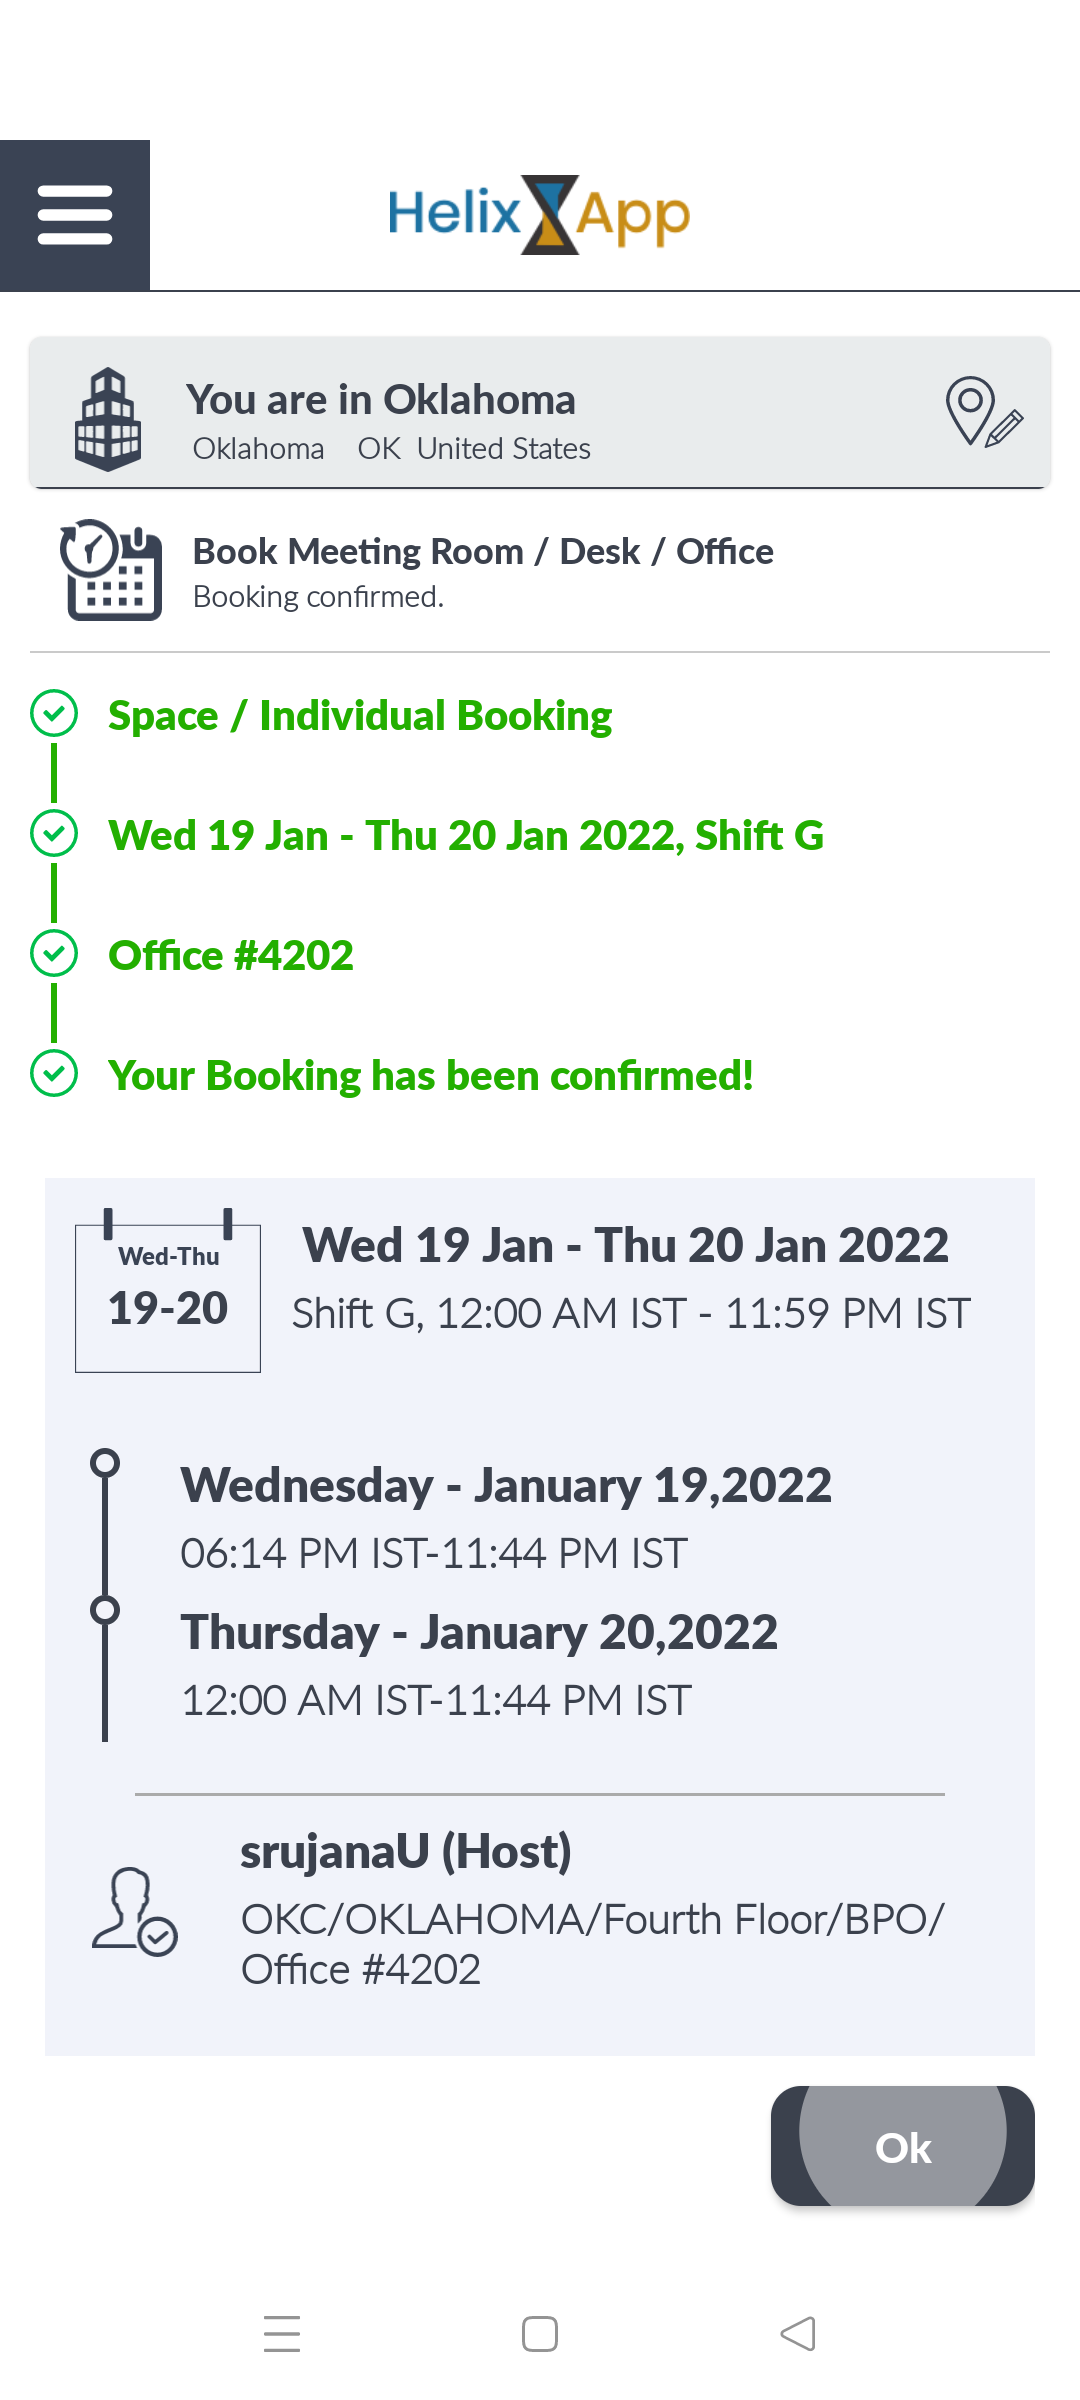 Helix App
You are in Oklahoma
Oklahoma OK United States
Book Meeting Room / Desk / Office
Booking confirmed.
Space / Individual Booking
Wed 19 Jan - Thu 20 Jan 2022, Shift G
Office #4202
Your Booking has been confirmed!
Wed-Thu
19-20
Wed 19 Jan - Thu 20 Jan 2022
Shift G, 12:00 AM IST - 11:59 PM IST
Wednesday - January 19,2022
06:14 PM IST-11:44 PM IST
Thursday - January 20,2022
12:00 AM IST-11:44 PM IST
srujanaU (Host)
OKC/OKLAHOMA/Fourth Floor/BPO/
Office #4202
Ok